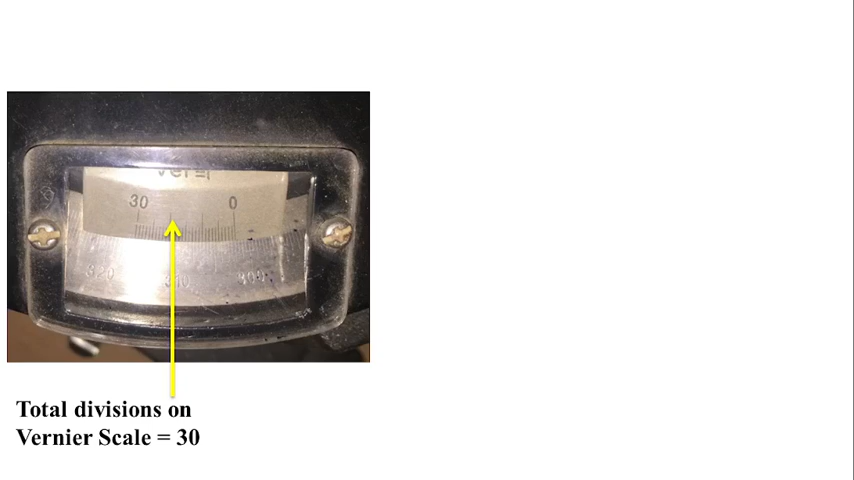 30 0
320 310 300
Total divisions on
Vernier Scale = 30